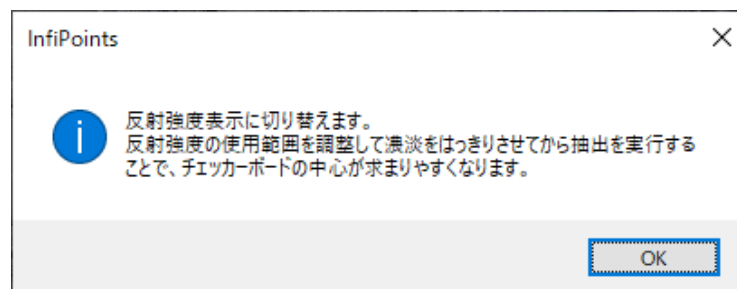 InfiPoints
反射強度表示に切り替えます。
反射強度の使用範囲を調整して濃淡をはっきりさせてから抽出を実行する
ことで、チェッカーボードの中心が求まりやすくなります。
OK